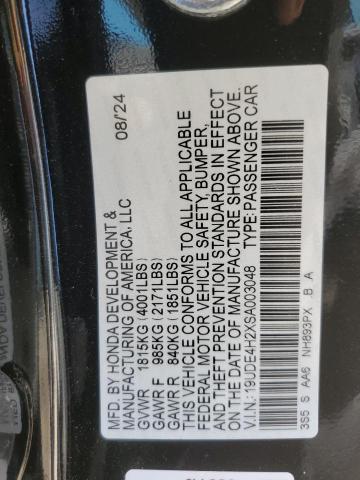 MFD. BY HONDA DEVELOPMENT & 08/'24
MANUFACTURING OF AMERICA, LLC
GVWR 1815KG (4001LBS)
GAWR F 985KG (2171LBS)
GAWR R 840KG (1851LBS)
THIS VEHICLE CONFORMS TO ALL APPLICABLE
FEDERAL MOTOR VEHICLE SAFETY, BUMPER,
AND THEFT PREVENTION STANDARDS IN EFFECT
ON THE DATE OF MANUFACTURE SHOWN ABOVE.
V.I.N.: 19UDE4H2XSA003048 TYPE: PASSENGER CAR
3S5 S AA6 NH893PX B A